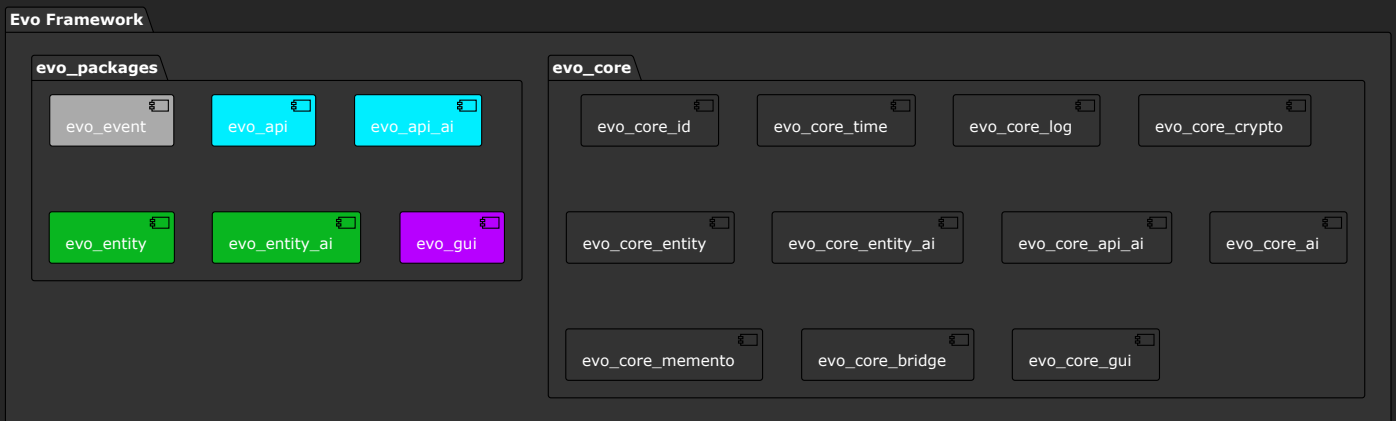 Evo Framework
evo_packages
evo_event
evo_api
evo_api_ai
evo_entity
evo_entity_ai
evo_gui
evo_core
evo_core_id
evo_core_time
evo_core_log
evo_core_crypto
evo_core_entity
evo_core_entity_ai
evo_core_api_ai
evo_core_ai
evo_core_memento
evo_core_bridge
evo_core_gui